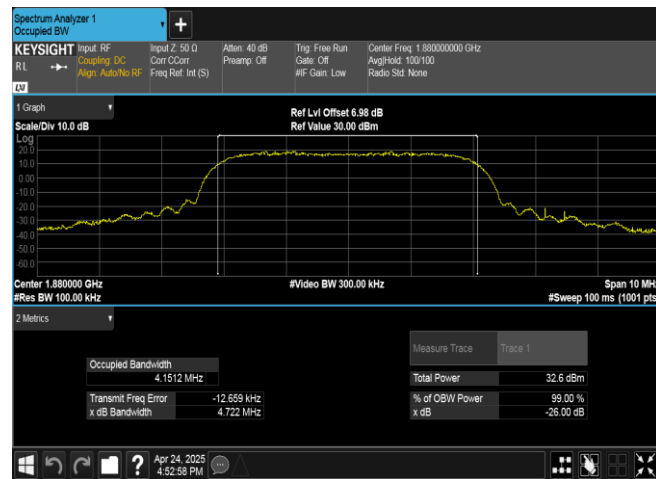 Spectrum Analyzer 1
Occupied BW
+
KEYSIGHT
RL
Input: RF
Coupling: DC
Align: Auto/No RF
Input Z: 50 Ω
Corr CCorr
Freq Ref: Int (S)
Atten: 40 dB
Preamp: Off
Trig: Free Run
Gate: Off
#IF Gain: Low
Center Freq: 1.880000000 GHz
Avg|Hold: 100/100
Radio Std: None
LXI
1 Graph
Scale/Div 10.0 dB
Ref Lvl Offset 6.98 dB
Ref Value 30.00 dBm
Log
20.0
10.0
0.00
-10.0
-20.0
-30.0
-40.0
-50.0
-60.0
Center 1.880000 GHz
#Res BW 100.00 kHz
#Video BW 300.00 kHz
Span 10 MHz
#Sweep 100 ms (1001 pts
2 Metrics
Measure Trace Trace 1
Occupied Bandwidth
4.1512 MHz
Total Power 32.6 dBm
Transmit Freq Error -12.659 kHz
% of OBW Power 99.00 %
x dB Bandwidth 4.722 MHz
x dB -26.00 dB
?
Apr 24, 2025
4:52:58 PM